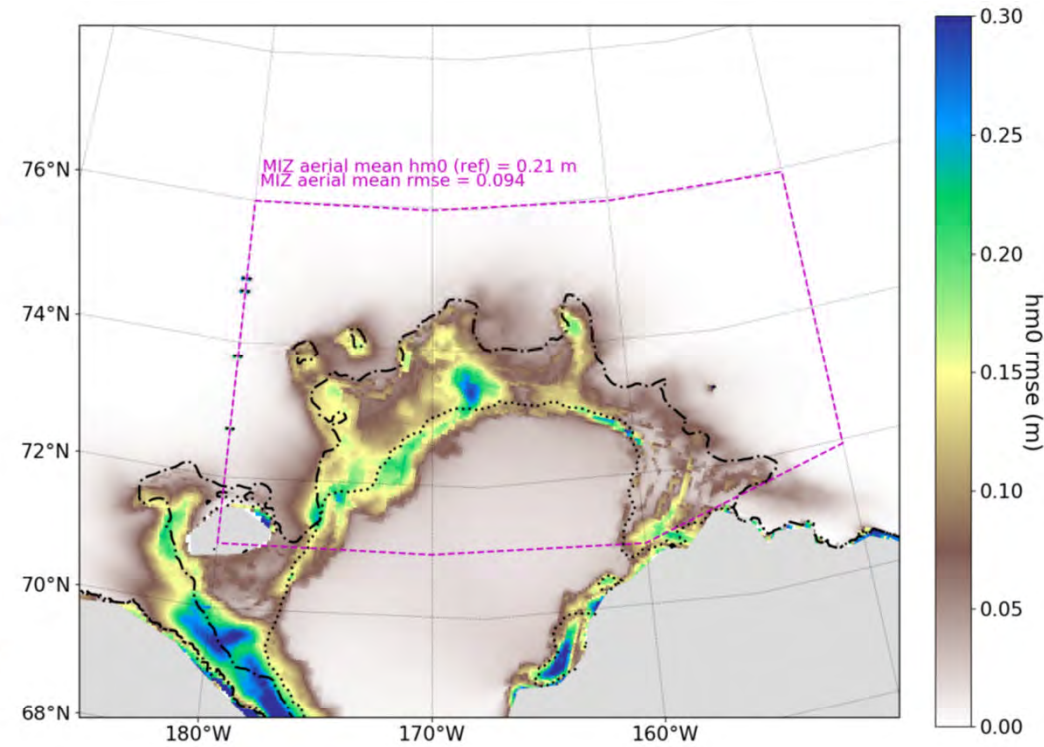 0.30
76°N
MIZ aerial mean hm0 (ref) = 0.21 m
MIZ aerial mean rmse = 0.094
0.25
74°N
0.20
hm0 rmse (m)
0.15
72°N
0.10
70°N
0.05
68°N
0.00
180°W
170°W
160°W